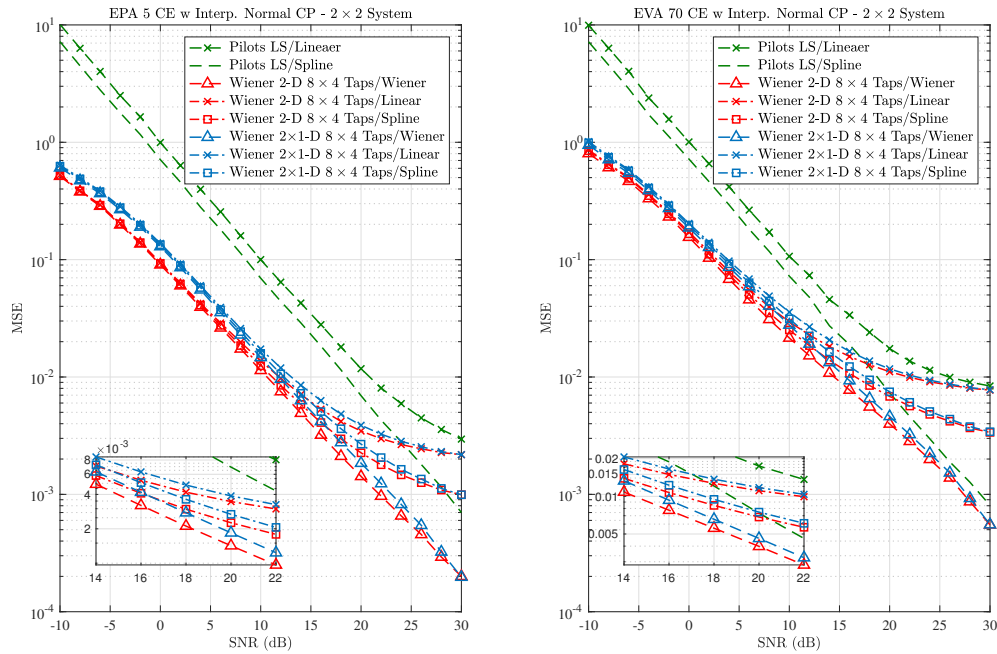 EPA 5 CE w Interp. Normal CP - 2 × 2 System
10^1
10^0
10^-1
10^-2
10^-3
10^-4
MSE
Pilots LS/Lineaer
Pilots LS/Spline
Wiener 2-D 8 × 4 Taps/Wiener
Wiener 2-D 8 × 4 Taps/Linear
Wiener 2-D 8 × 4 Taps/Spline
Wiener 2×1-D 8 × 4 Taps/Wiener
Wiener 2×1-D 8 × 4 Taps/Linear
Wiener 2×1-D 8 × 4 Taps/Spline
×10^-3
8
6
4
2
14 16 18 20 22
-10 -5 0 5 10 15 20 25 30
SNR (dB)
EVA 70 CE w Interp. Normal CP - 2 × 2 System
10^1
10^0
10^-1
10^-2
10^-3
10^-4
MSE
Pilots LS/Lineaer
Pilots LS/Spline
Wiener 2-D 8 × 4 Taps/Wiener
Wiener 2-D 8 × 4 Taps/Linear
Wiener 2-D 8 × 4 Taps/Spline
Wiener 2×1-D 8 × 4 Taps/Wiener
Wiener 2×1-D 8 × 4 Taps/Linear
Wiener 2×1-D 8 × 4 Taps/Spline
0.02
0.015
0.010
0.005
14 16 18 20 22
-10 -5 0 5 10 15 20 25 30
SNR (dB)